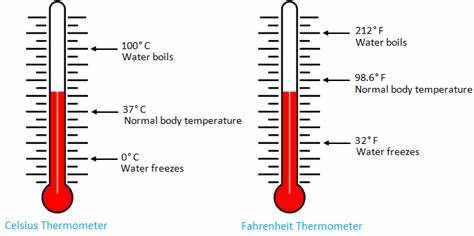 100°C
Water boils
37°C
Normal body temperature
0°C
Water freezes
Celsius Thermometer
212°F
Water boils
98.6°F
Normal body temperature
32°F
Water freezes
Fahrenheit Thermometer